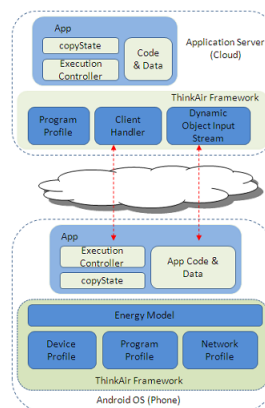 App
copyState
Execution
Controller
Code
& Data
Application Server
(Cloud)
ThinkAir Framework
Program
Profile
Client
Handler
Dynamic
Object Input
Stream
App
Execution
Controller
copyState
App Code &
Data
Energy Model
Device
Profile
Program
Profile
Network
Profile
ThinkAir Framework
Android OS (Phone)